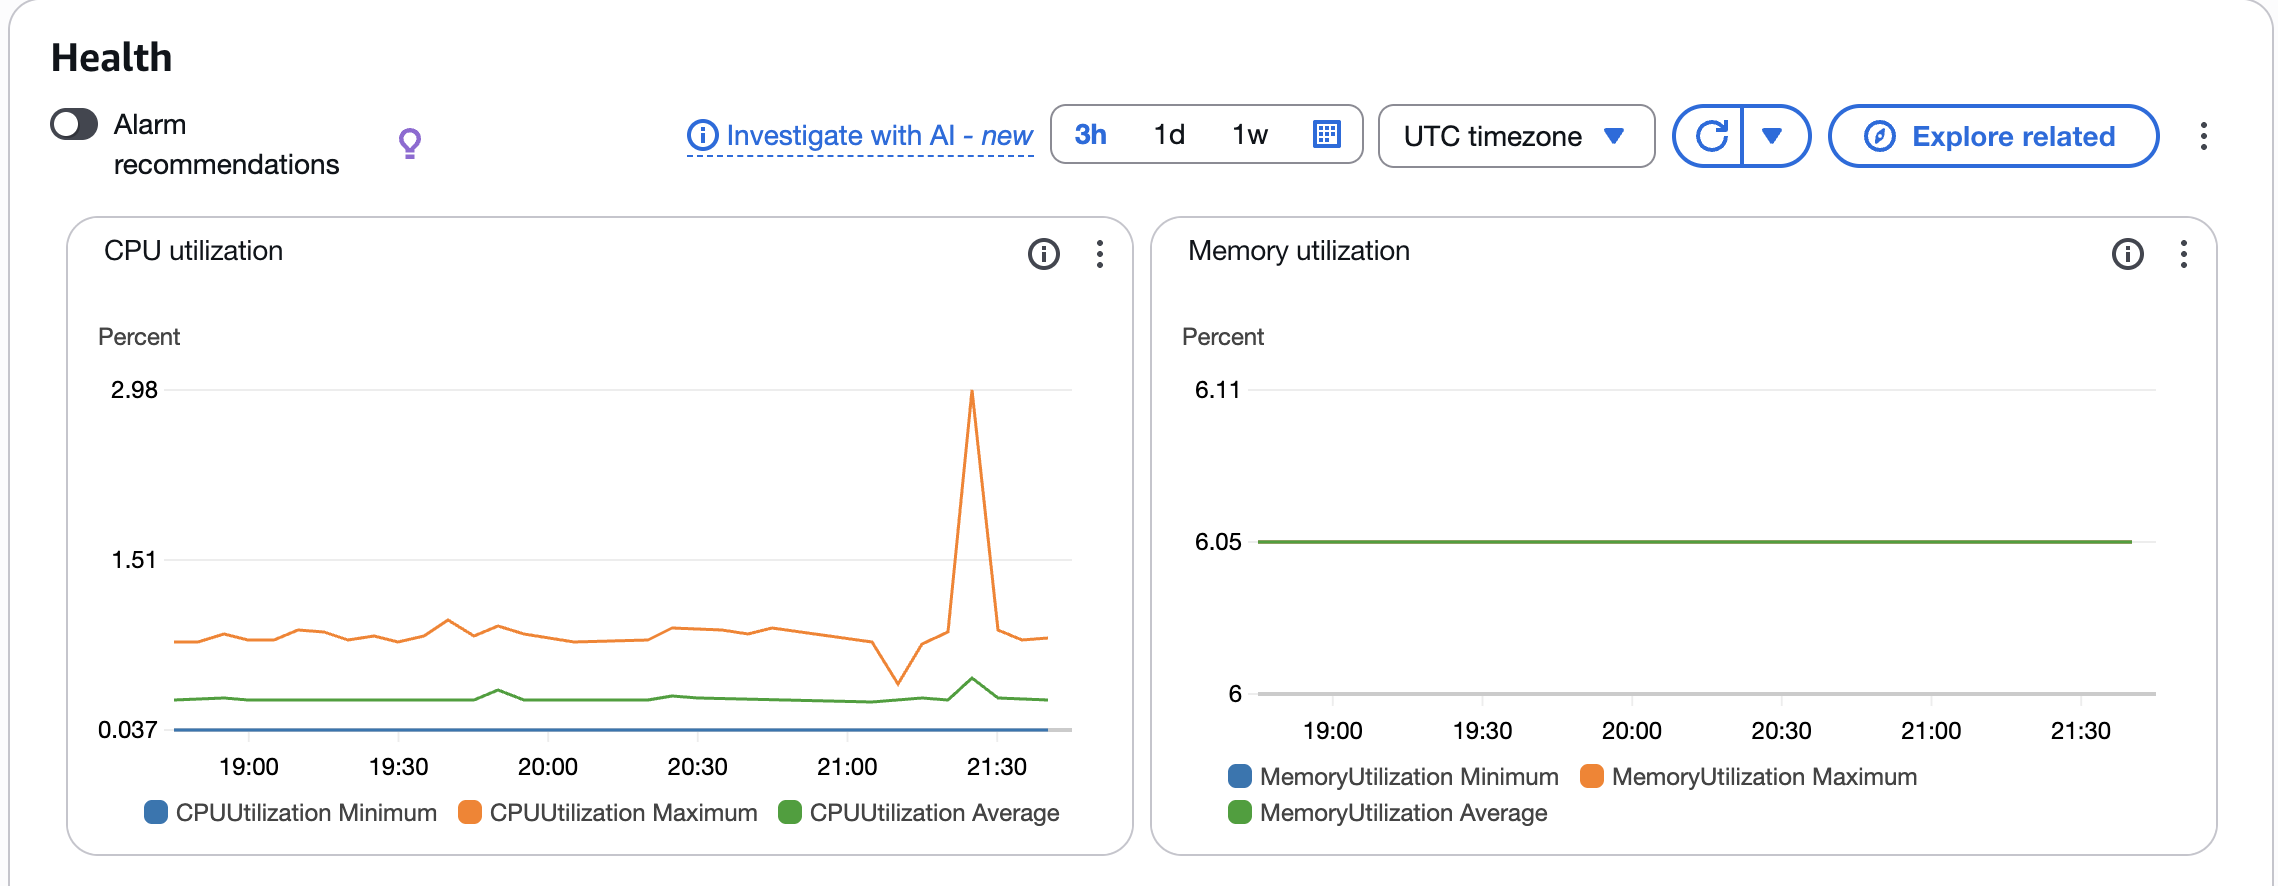 Health
Alarm
recommendations
Investigate with AI - new
3h 1d 1w
UTC timezone
Explore related
CPU utilization
Percent
2.98
1.51
0.037
19:00 19:30 20:00 20:30 21:00 21:30
CPUUtilization Minimum CPUUtilization Maximum CPUUtilization Average
Memory utilization
Percent
6.11
6.05
6
19:00 19:30 20:00 20:30 21:00 21:30
MemoryUtilization Minimum MemoryUtilization Maximum
MemoryUtilization Average